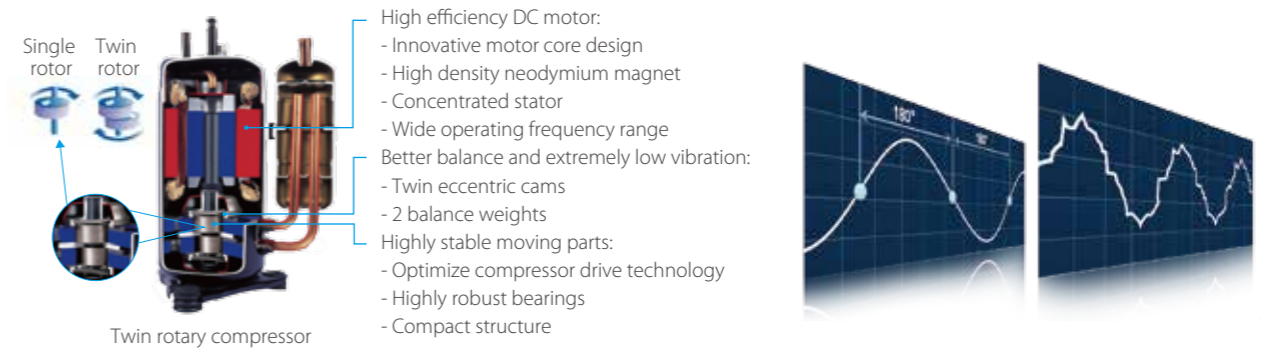 Single
rotor
Twin
rotor
High efficiency DC motor:
- Innovative motor core design
- High density neodymium magnet
- Concentrated stator
- Wide operating frequency range
Better balance and extremely low vibration:
- Twin eccentric cams
- 2 balance weights
Highly stable moving parts:
- Optimize compressor drive technology
- Highly robust bearings
- Compact structure
Twin rotary compressor
180°